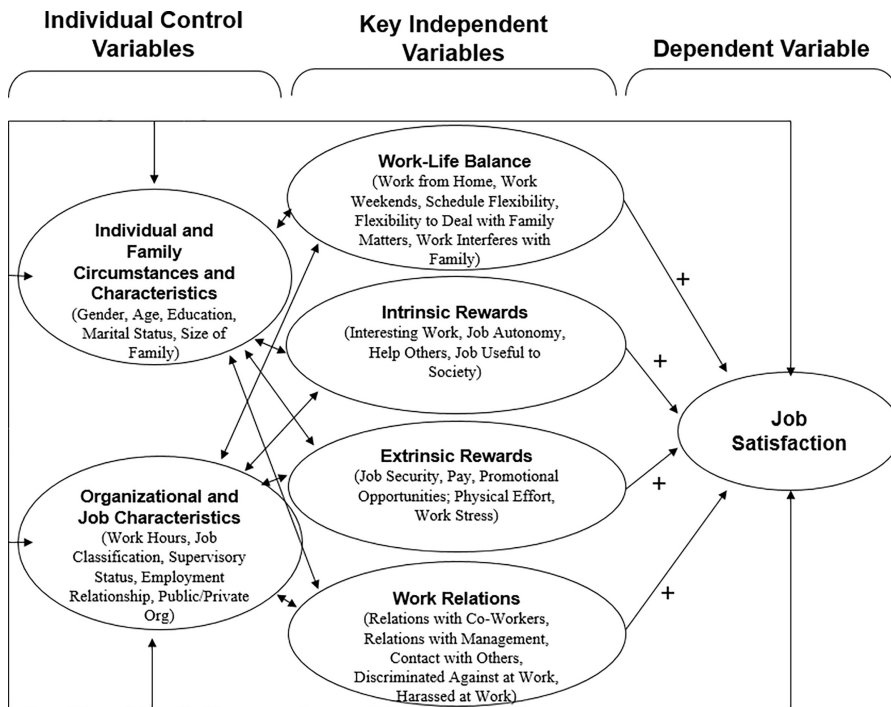 Individual Control
Variables
Key Independent
Variables
Dependent Variable
Work-Life Balance
(Work from Home, Work
Weekends, Schedule Flexibility,
Flexibility to Deal with Family
Matters, Work Interferes with
Family)
Individual and
Family
Circumstances and
Characteristics
(Gender, Age, Education,
Marital Status, Size of
Family)
+
Intrinsic Rewards
(Interesting Work, Job Autonomy,
Help Others, Job Useful to
Society)
+
Job
Satisfaction
Extrinsic Rewards
(Job Security, Pay, Promotional
Opportunities; Physical Effort,
Work Stress)
+
Organizational and
Job Characteristics
(Work Hours, Job
Classification, Supervisory
Status, Employment
Relationship, Public/Private
Org)
+
Work Relations
(Relations with Co-Workers,
Relations with Management,
Contact with Others,
Discriminated Against at Work,
Harassed at Work)